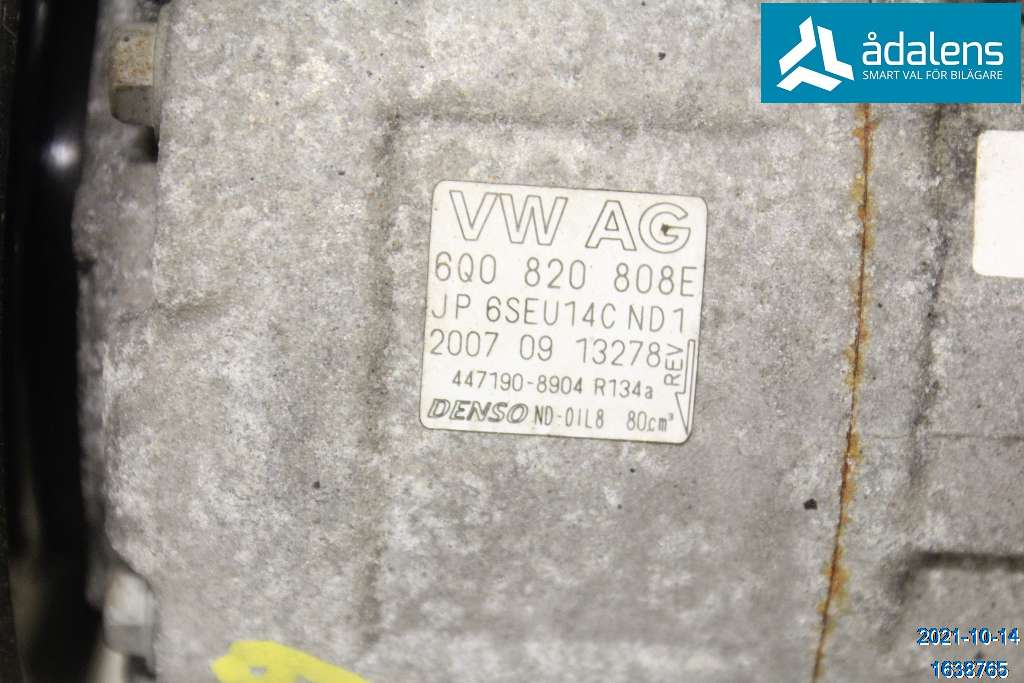 ådalens
SMART VAL FÖR BILÄGARE
VW AG
6Q0 820 808E
JP 6SEU14C ND1
2007 09 13278
REV
447190-8904 R134a
DENSO ND-OIL8 80cm³
2021-10-14
1638765